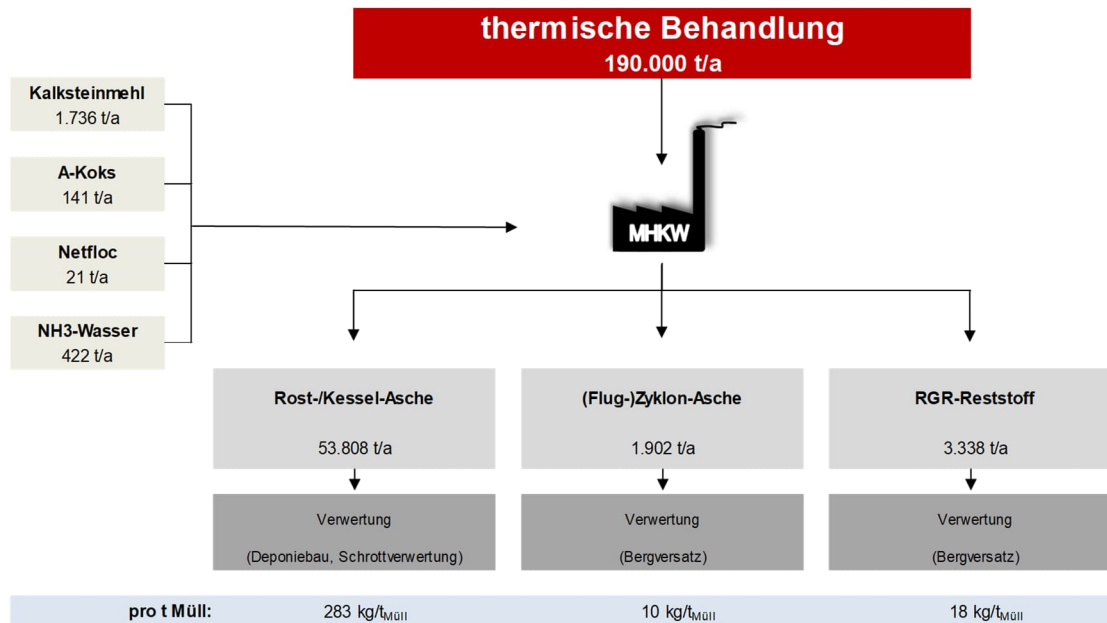 thermische Behandlung
190.000 t/a
Kalksteinmehl
1.736 t/a
A-Koks
141 t/a
Netfloc
21 t/a
NH3-Wasser
422 t/a
MHKW
Rost-/Kessel-Asche
53.808 t/a
(Flug-)Zyklon-Asche
1.902 t/a
RGR-Reststoff
3.338 t/a
Verwertung
(Deponiebau, Schrottverwertung)
Verwertung
(Bergversatz)
Verwertung
(Bergversatz)
pro t Müll: 283 kg/tMüll 10 kg/tMüll 18 kg/tMüll